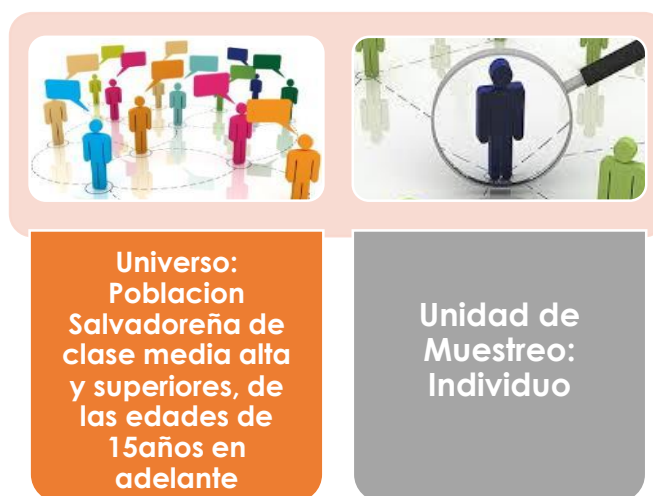 Universo:
Poblacion
Salvadoreña de
clase media alta
y superiores, de
las edades de
15años en
adelante
Unidad de
Muestreo:
Individuo